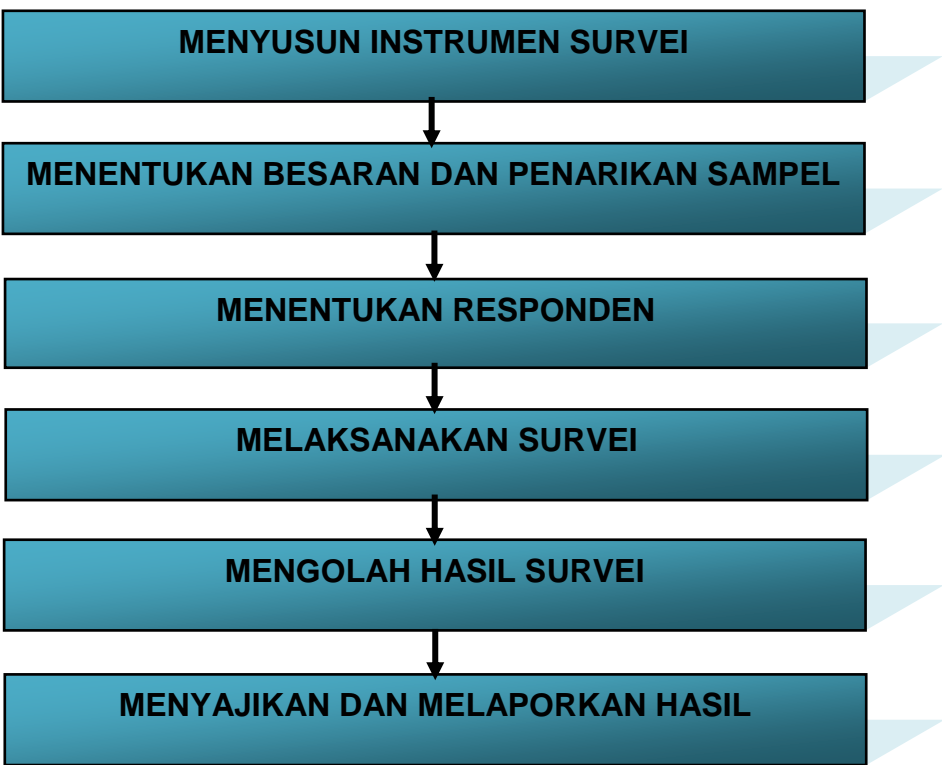 MENYUSUN INSTRUMEN SURVEI
MENENTUKAN BESARAN DAN PENARIKAN SAMPEL
MENENTUKAN RESPONDEN
MELAKSANAKAN SURVEI
MENGOLAH HASIL SURVEI
MENYAJIKAN DAN MELAPORKAN HASIL